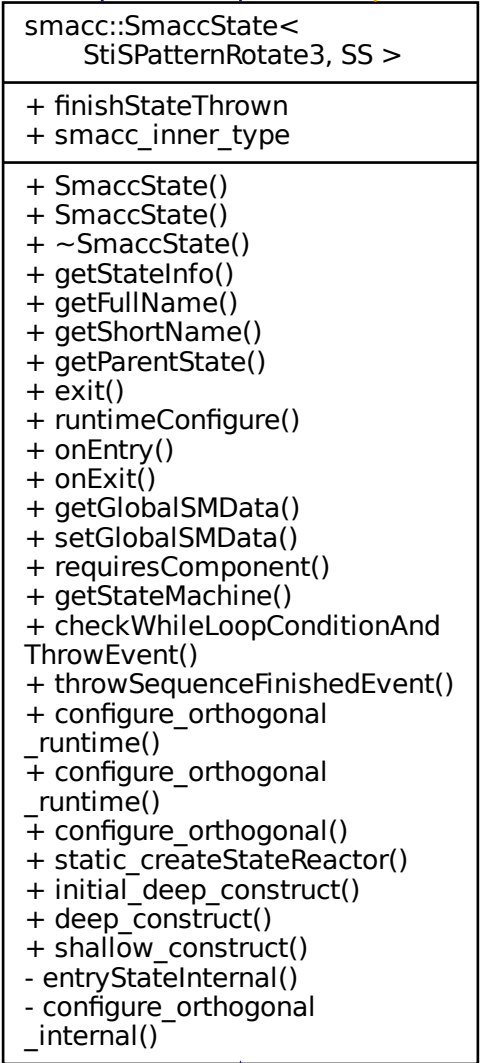 smacc::SmaccState<
StiSPatternRotate3, SS >
+ finishStateThrown
+ smacc_inner_type
+ SmaccState()
+ SmaccState()
+ ~SmaccState()
+ getStateInfo()
+ getFullName()
+ getShortName()
+ getParentState()
+ exit()
+ runtimeConfigure()
+ onEntry()
+ onExit()
+ getGlobalSMData()
+ setGlobalSMData()
+ requiresComponent()
+ getStateMachine()
+ checkWhileLoopConditionAnd
ThrowEvent()
+ throwSequenceFinishedEvent()
+ configure_orthogonal
_runtime()
+ configure_orthogonal
_runtime()
+ configure_orthogonal()
+ static_createStateReactor()
+ initial_deep_construct()
+ deep_construct()
+ shallow_construct()
- entryStateInternal()
- configure_orthogonal
_internal()